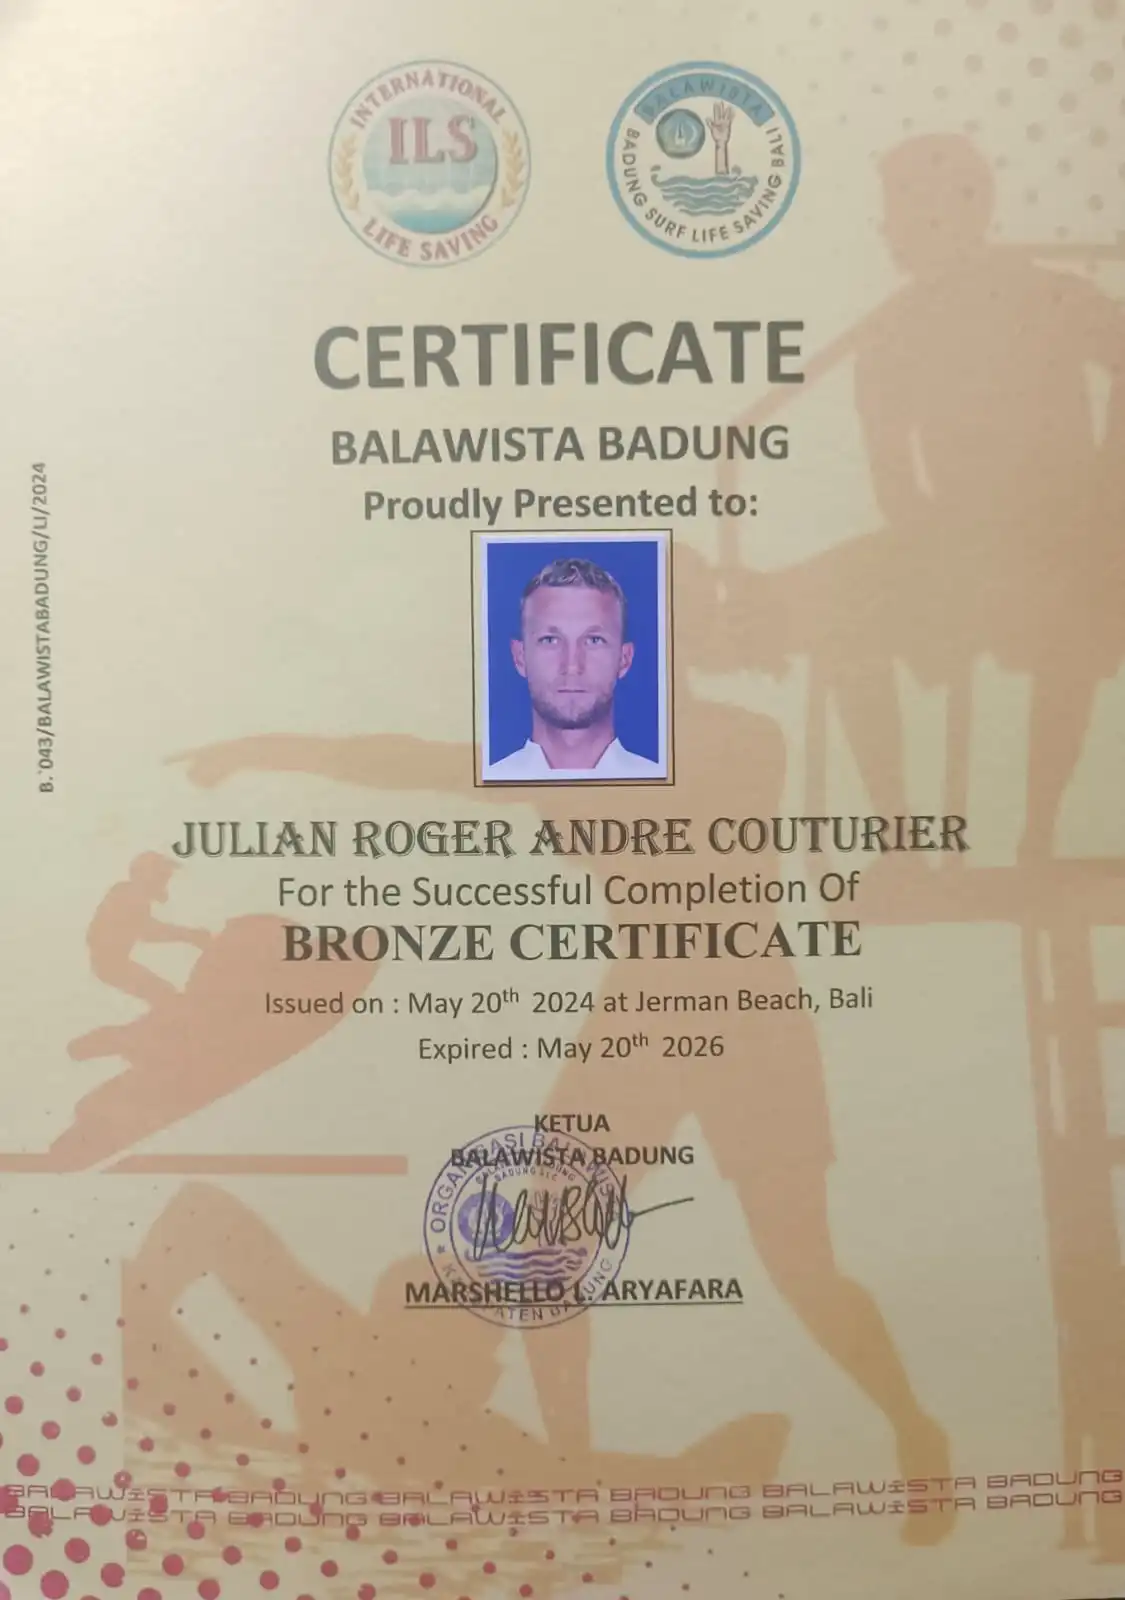 INTERNATIONAL
ILS
LIFE SAVING
BALAWISTA
BADUNG SURF LIFE SAVING BALI
CERTIFICATE
BALAWISTA BADUNG
Proudly Presented to:
B.`043/BALAWISTABADUNG/LI/2024
JULIAN ROGER ANDRE COUTURIER
For the Successful Completion Of
BRONZE CERTIFICATE
Issued on : May 20th 2024 at Jerman Beach, Bali
Expired : May 20th 2026
KETUA
BALAWISTA BADUNG
MARSHELLO L. ARYAFARA
BALAWISTA BADUNG BALAWISTA BADUNG BALAWISTA BADUNG
BALAWISTA BADUNG BALAWISTA BADUNG BALAWISTA BADUNG